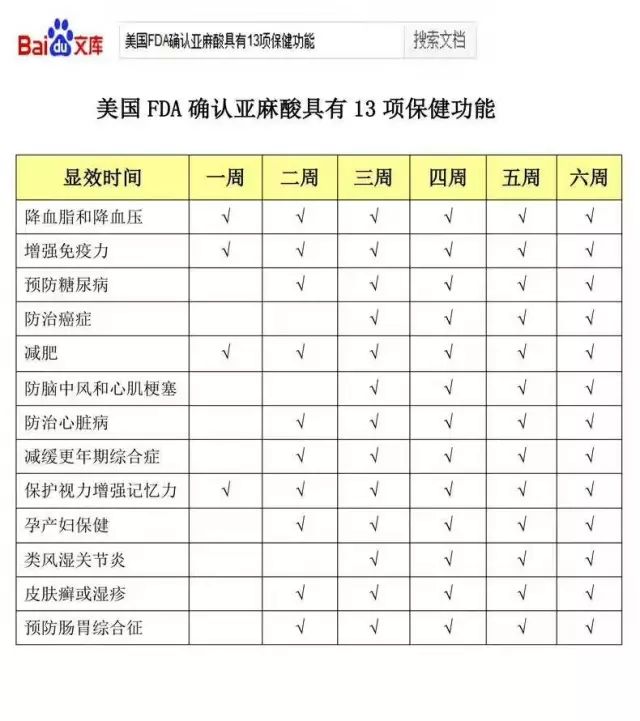 Bai du 文库 美国FDA确认亚麻酸具有13项保健功能 搜索文档
美国 FDA 确认亚麻酸具有 13 项保健功能
显效时间 一周 二周 三周 四周 五周 六周
降血脂和降血压 √ √ √ √ √ √
增强免疫力 √ √ √ √ √ √
预防糖尿病 √ √ √ √ √
防治癌症 √ √ √ √
减肥 √ √ √ √ √ √
防脑中风和心肌梗塞 √ √ √ √
防治心脏病 √ √ √ √ √
减缓更年期综合症 √ √ √ √ √
保护视力增强记忆力 √ √ √ √ √ √
孕产妇保健 √ √ √ √ √
类风湿关节炎 √ √ √ √
皮肤癣或湿疹 √ √ √ √ √
预防肠胃综合征 √ √ √ √ √